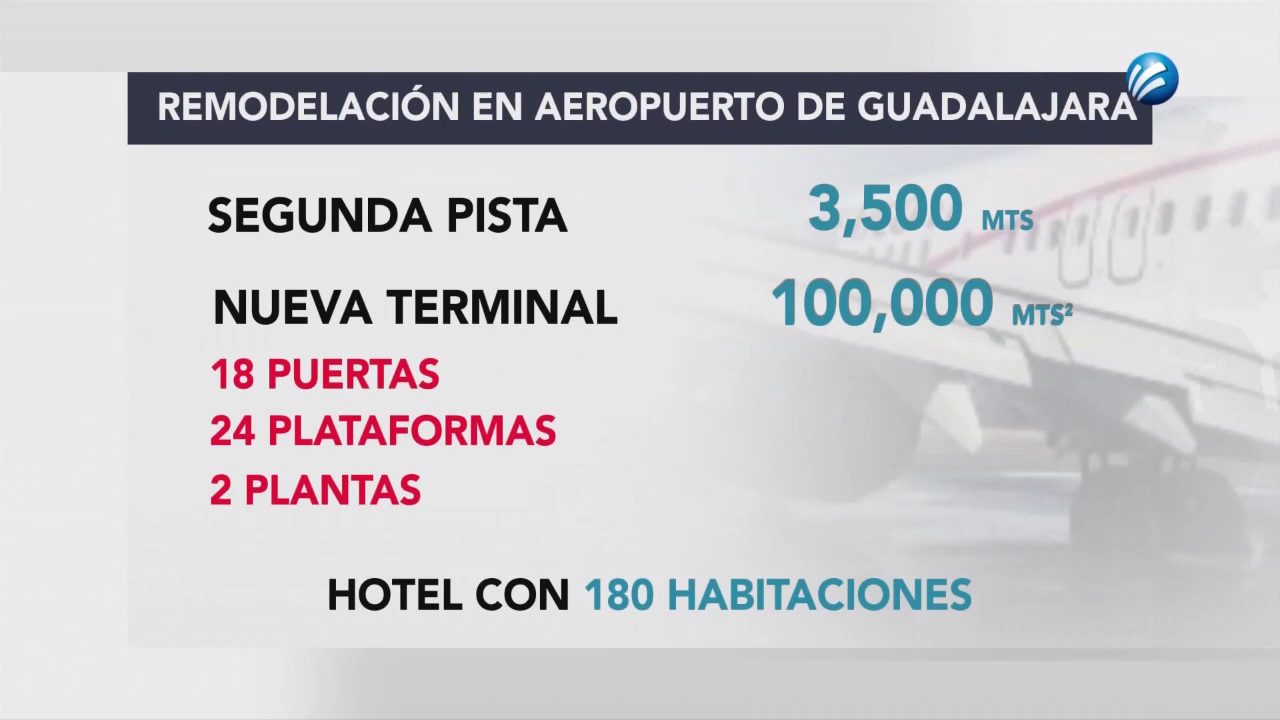 REMODELACIÓN EN AEROPUERTO DE GUADALAJARA
SEGUNDA PISTA 3,500 MTS
NUEVA TERMINAL 100,000 MTS²
18 PUERTAS
24 PLATAFORMAS
2 PLANTAS
HOTEL CON 180 HABITACIONES